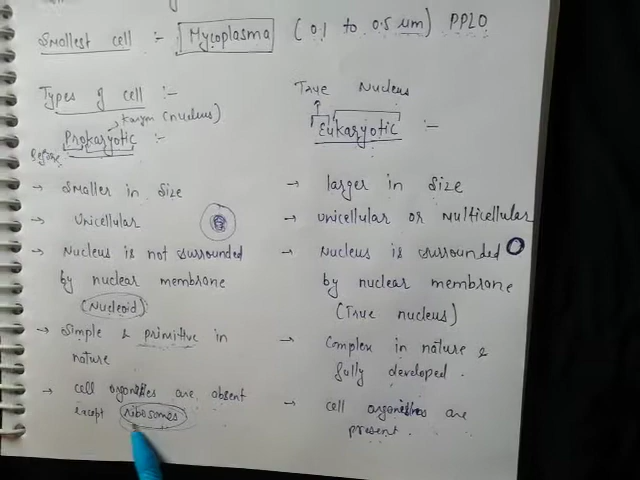 Smallest cell :- Mycoplasma (0.1 to 0.5 um) PPLO
Types of cell :-
Karyon (nucleus)
Before
Prokaryotic :-
→ Smaller in Size
→ Unicellular
→ Nucleus is not surrounded
by nuclear membrane
(Nucleoid)
→ Simple & primitive in
nature
→ cell are absent
except ribosomes
True Nucleus
Eukaryotic :-
→ larger in Size
→ Unicellular or Multicellular
→ Nucleus is surrounded
by nuclear membrane
(True nucleus)
→ Complex in nature &
fully developed.
→ cell are
present.